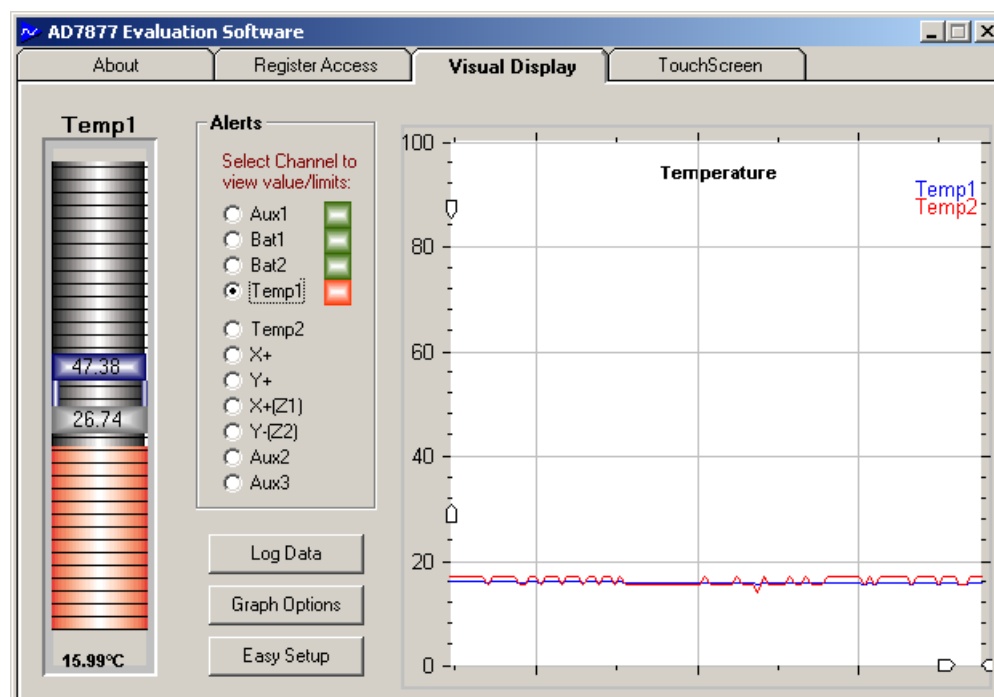 AD7877 Evaluation Software
About
Register Access
Visual Display
TouchScreen
Temp1
47.38
26.74
15.99°C
Alerts
Select Channel to
view value/limits:
Aux1
Bat1
Bat2
Temp1
Temp2
X+
Y+
X+(Z1)
Y-(Z2)
Aux2
Aux3
Log Data
Graph Options
Easy Setup
Temperature
Temp1
Temp2
100
80
60
40
20
0